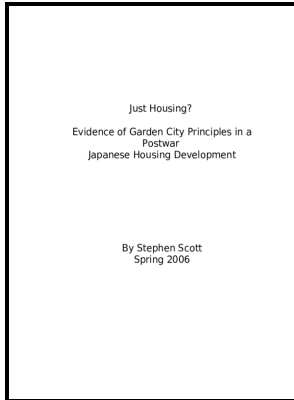 Just Housing?
Evidence of Garden City Principles in a
Postwar
Japanese Housing Development
By Stephen Scott
Spring 2006